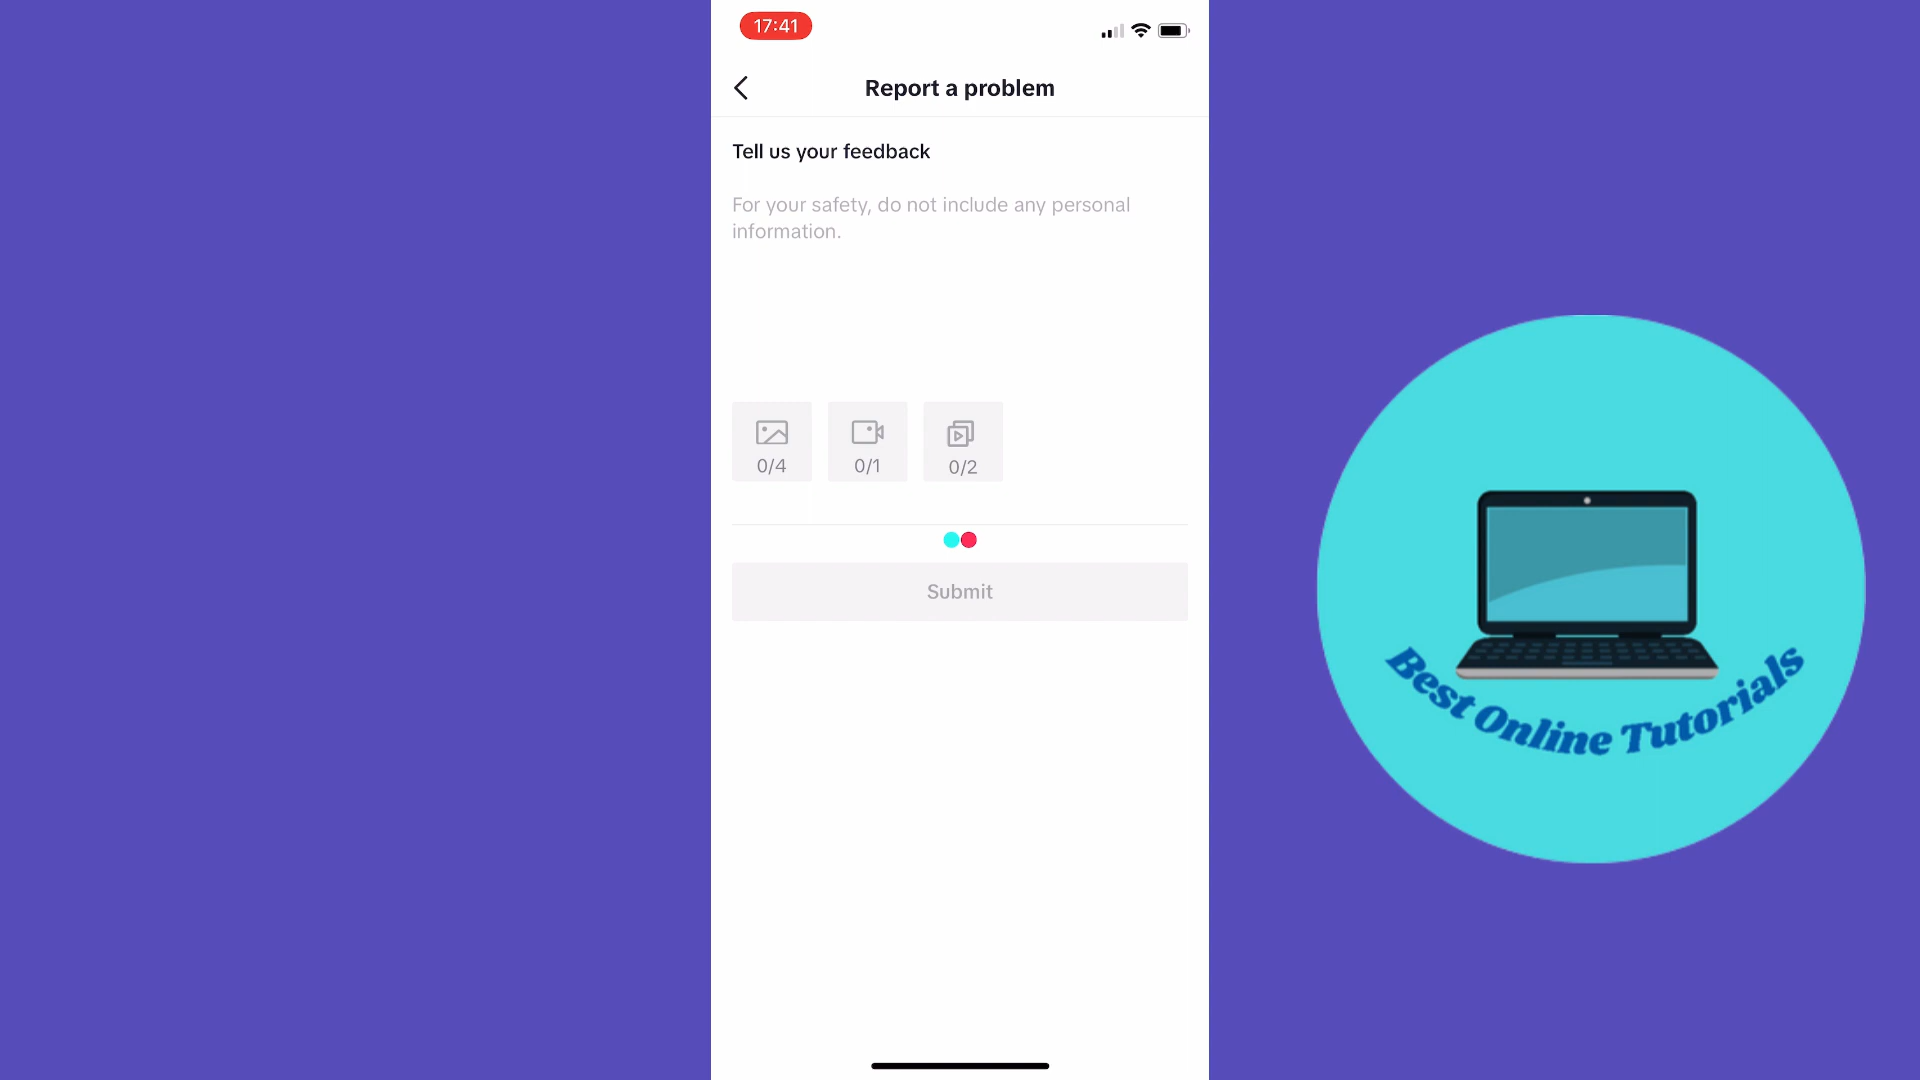 17:41
Report a problem
Tell us your feedback
For your safety, do not include any personal
information.
0/4 0/1 0/2
Submit
Best Online Tutorials